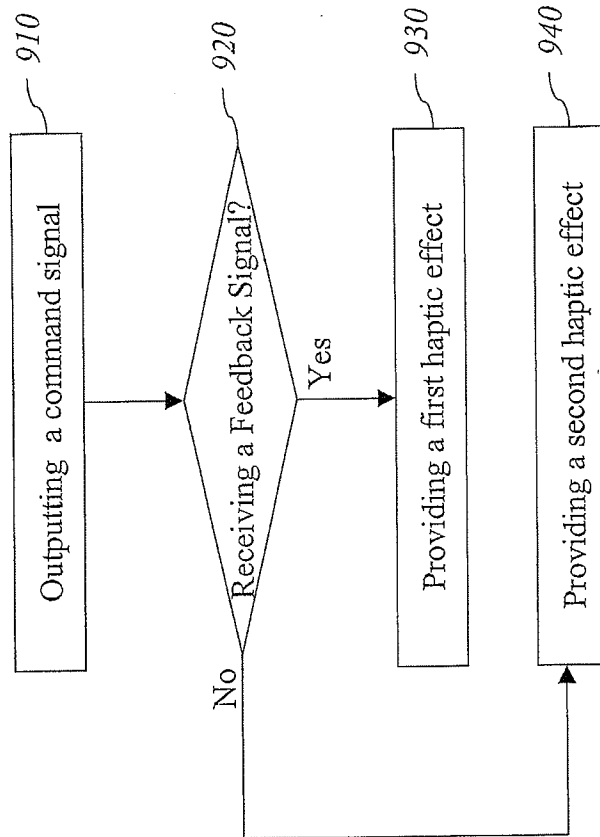 910
Outputting a command signal
920
Receiving a Feedback Signal?
No
Yes
930
Providing a first haptic effect
940
Providing a second haptic effect